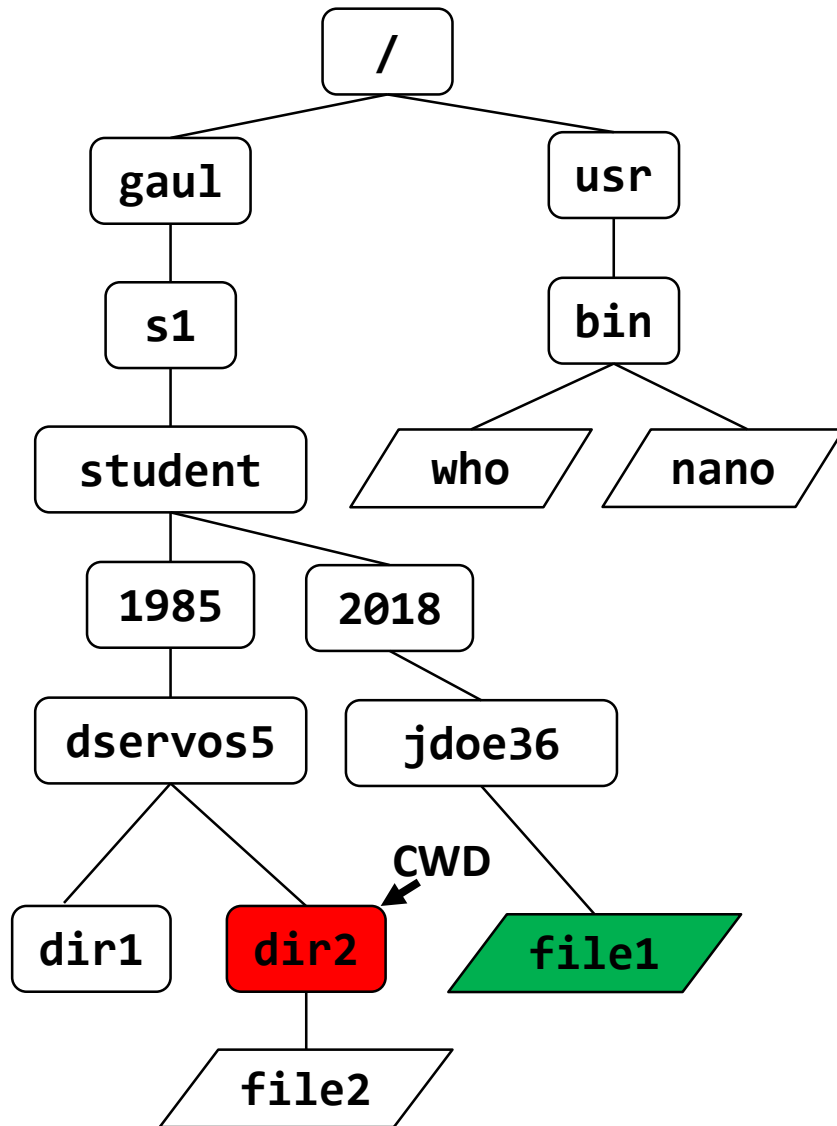 /
gaul
usr
s1
bin
student
who
nano
1985
2018
dservos5
jdoe36
CWD
dir1
dir2
file1
file2